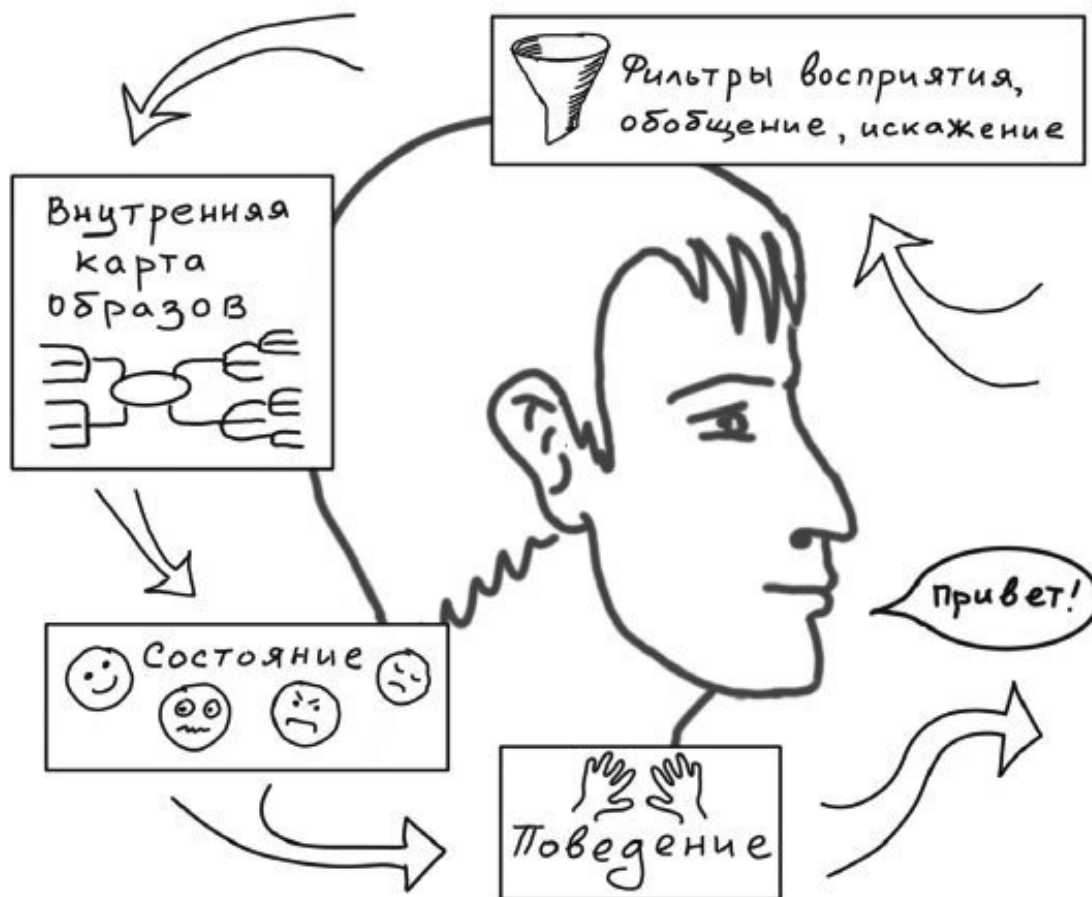 Фильтры восприятия,
обобщение, искажение
Внутренняя
карта
образов
Состояние
Привет!
Поведение